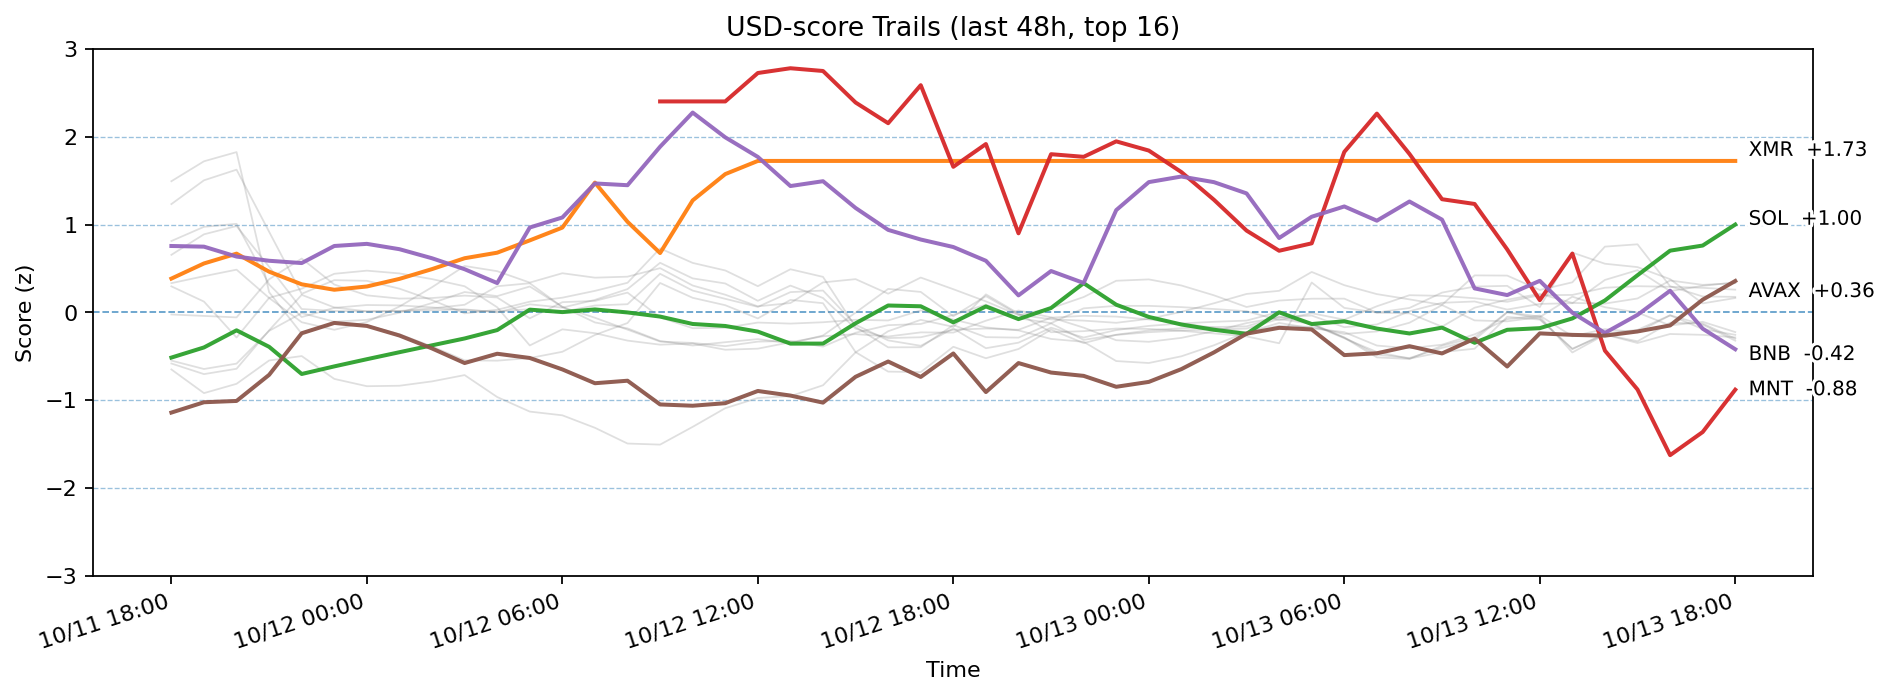 USD-score Trails (last 48h, top 16)
Score (z)
3
2
1
0
−1
−2
−3
XMR +1.73
SOL +1.00
AVAX +0.36
BNB -0.42
MNT -0.88
10/11 18:00
10/12 00:00
10/12 06:00
10/12 12:00
10/12 18:00
10/13 00:00
10/13 06:00
10/13 12:00
10/13 18:00
Time